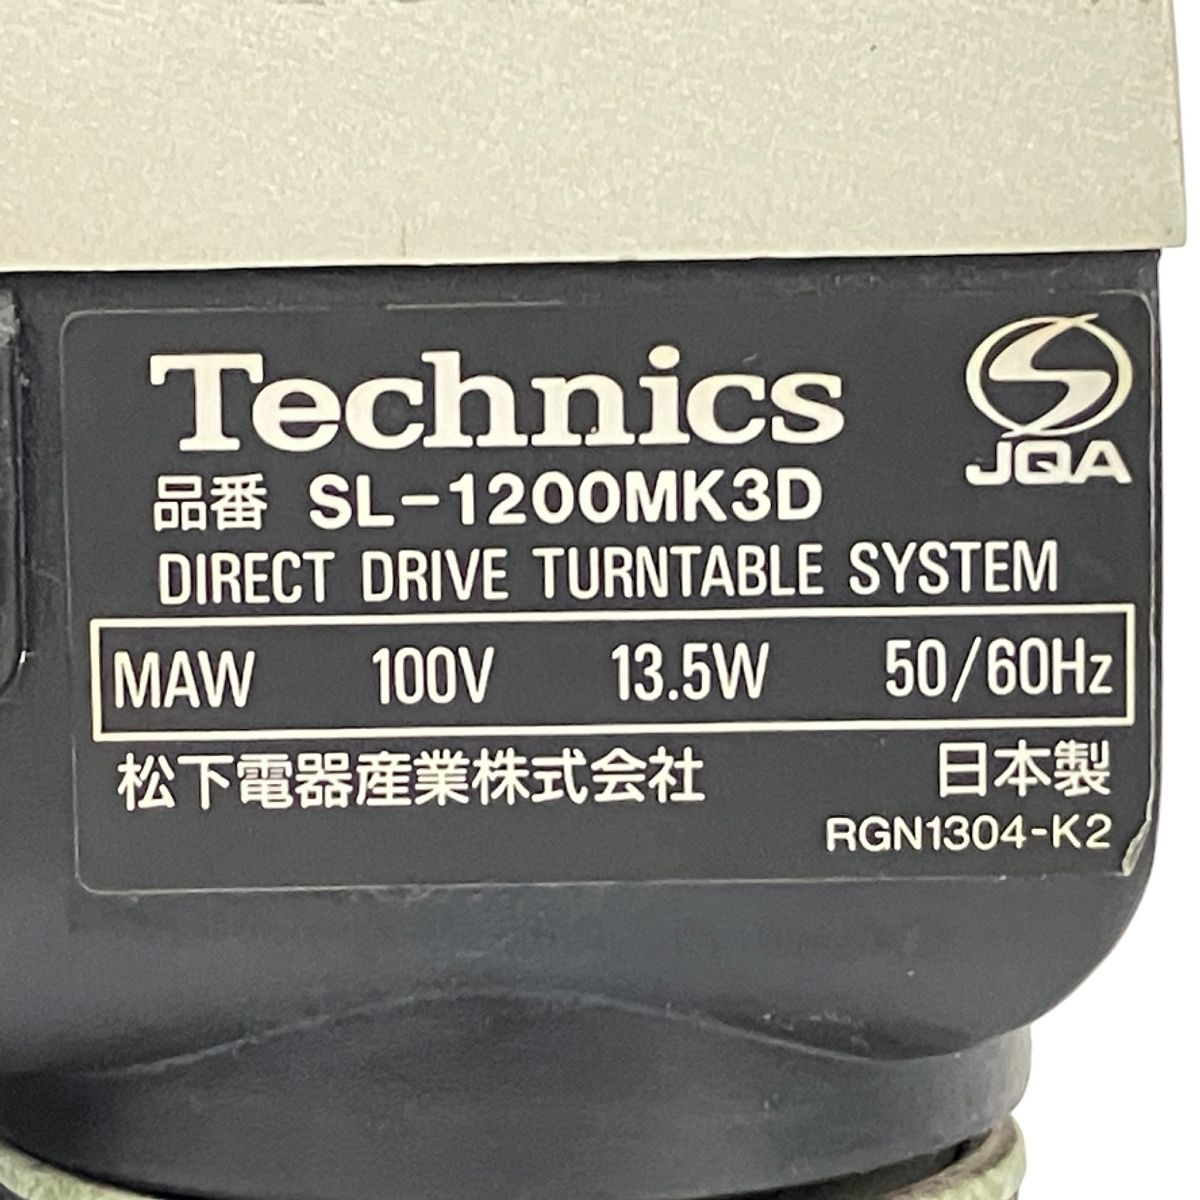 Technics
JQA
品番 SL-1200MK3D
DIRECT DRIVE TURNTABLE SYSTEM
MAW 100V 13.5W 50/60Hz
松下電器産業株式会社 日本製
RGN1304-K2